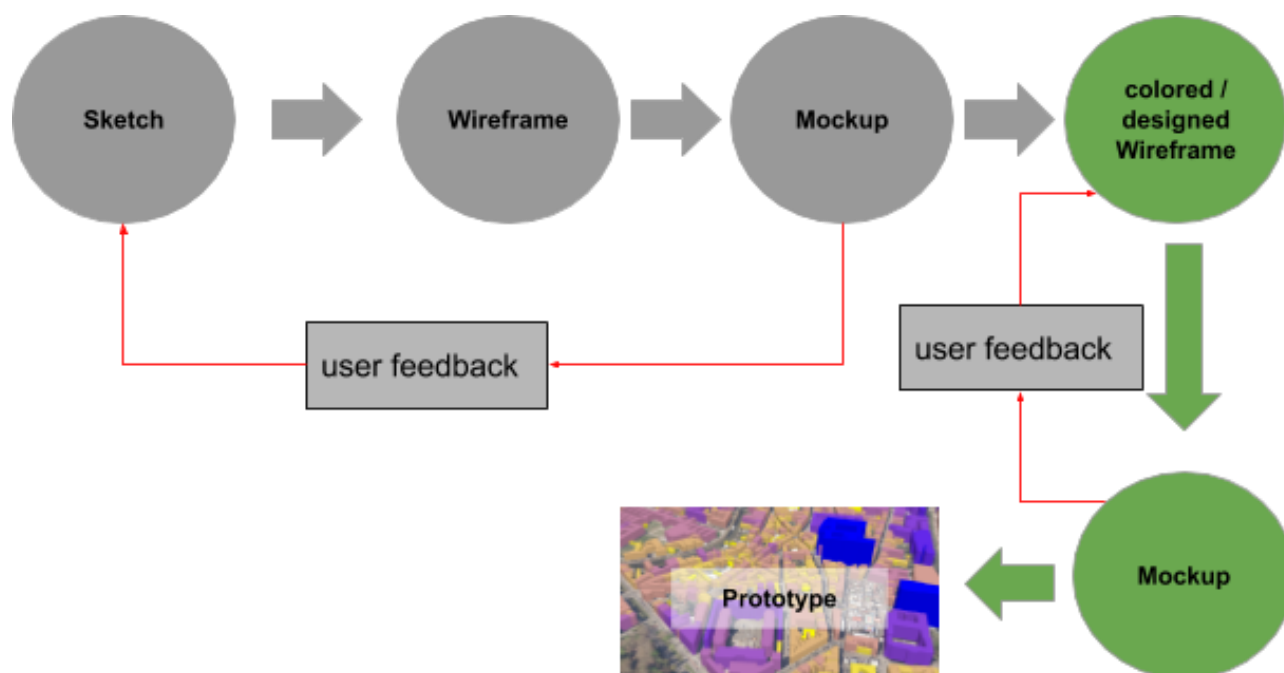 Sketch
Wireframe
Mockup
colored /
designed
Wireframe
user feedback
user feedback
Prototype
Mockup